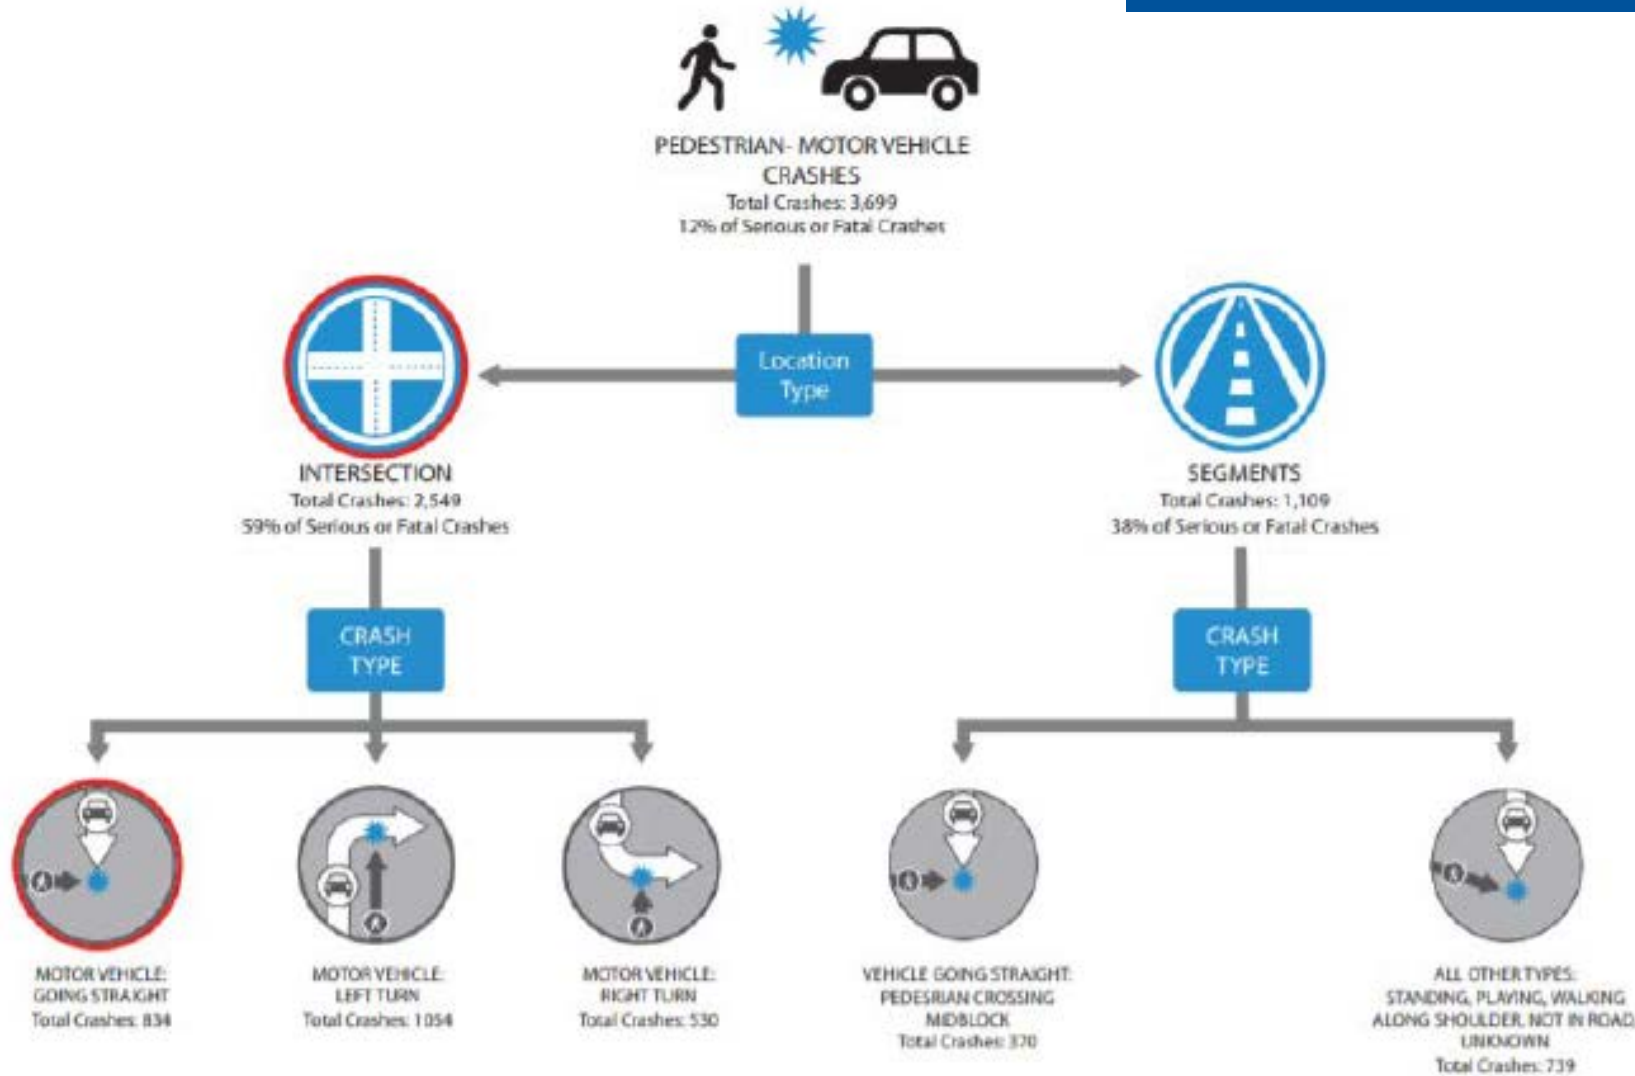 PEDESTRIAN- MOTOR VEHICLE
CRASHES
Total Crashes: 3,699
12% of Serious or Fatal Crashes
Location
Type
INTERSECTION
Total Crashes: 2,549
59% of Serious or Fatal Crashes
SEGMENTS
Total Crashes: 1,109
38% of Serious or Fatal Crashes
CRASH
TYPE
CRASH
TYPE
MOTOR VEHICLE:
GOING STRAIGHT
Total Crashes: 834
MOTOR VEHICLE:
LEFT TURN
Total Crashes: 1054
MOTOR VEHICLE:
RIGHT TURN
Total Crashes: 530
VEHICLE GOING STRAIGHT:
PEDESRIAN CROSSING
MIDBLOCK
Total Crashes: 370
ALL OTHER TYPES:
STANDING, PLAYING, WALKING
ALONG SHOULDER, NOT IN ROAD,
UNKNOWN
Total Crashes: 739